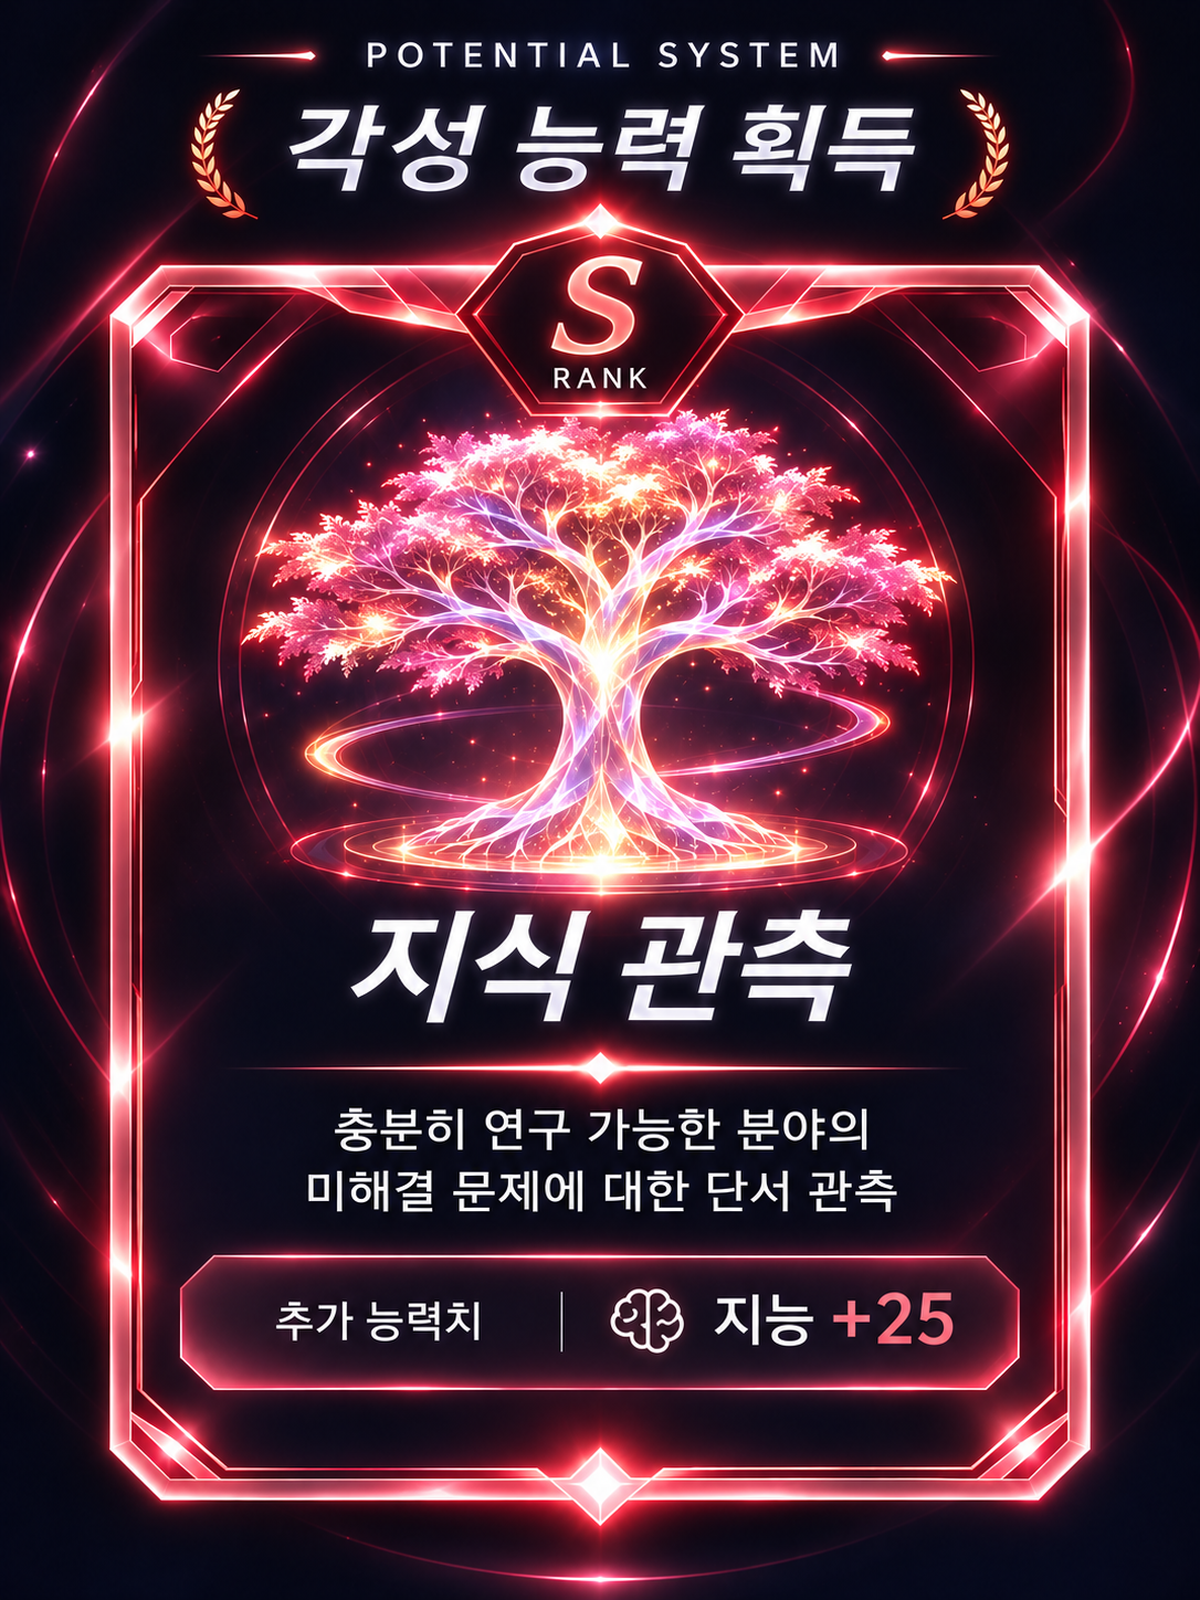 POTENTIAL SYSTEM
각성 능력 획득
S
RANK
지식 관측
충분히 연구 가능한 분야의
미해결 문제에 대한 단서 관측
추가 능력치 지능 +25